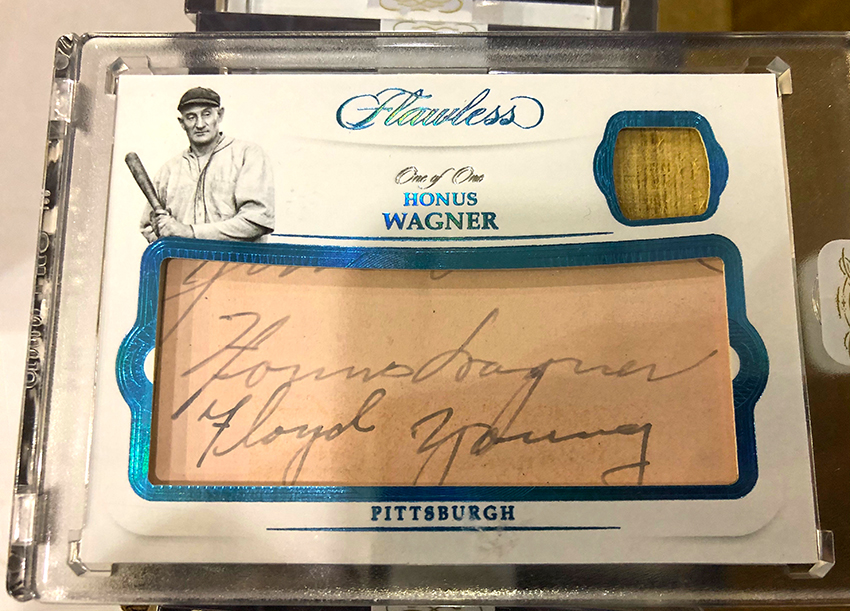 Flawless
One of One
HONUS
WAGNER
Honus Wagner
Floyd Young
PITTSBURGH